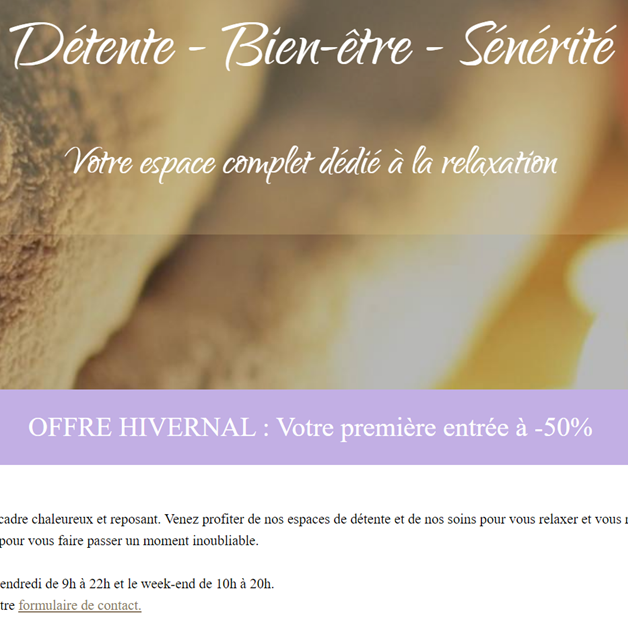 Détente - Bien-être - Sénérité
Votre espace complet dédié à la relaxation
OFFRE HIVERNAL : Votre première entrée à -50%
cadre chaleureux et reposant. Venez profiter de nos espaces de détente et de nos soins pour vous relaxer et vous
pour vous faire passer un moment inoubliable.
endredi de 9h à 22h et le week-end de 10h à 20h.
tre formulaire de contact.